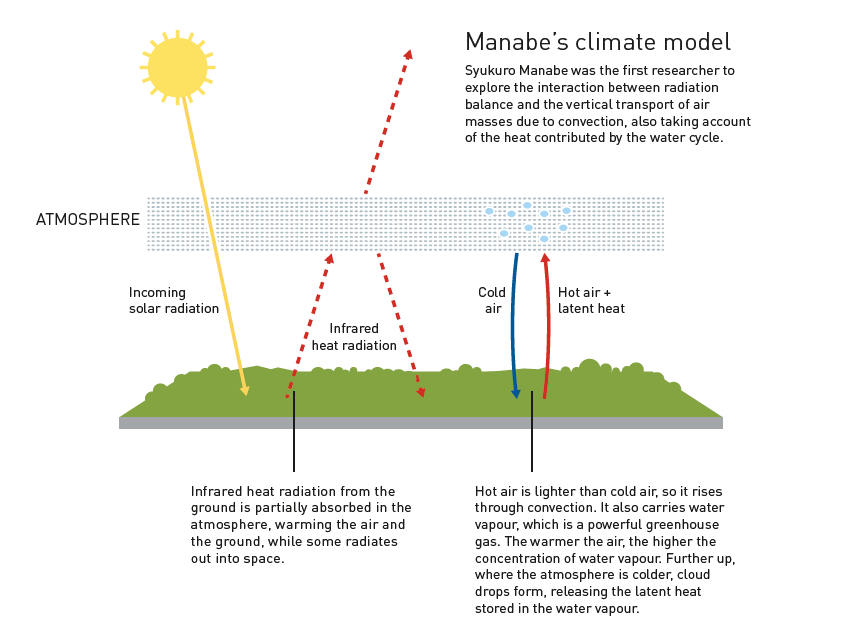 Manabe's climate model
Syukuro Manabe was the first researcher to
explore the interaction between radiation
balance and the vertical transport of air
masses due to convection, also taking account
of the heat contributed by the water cycle.
ATMOSPHERE
Incoming
solar radiation
Infrared
heat radiation
Cold
air
Hot air +
latent heat
Infrared heat radiation from the
ground is partially absorbed in the
atmosphere, warming the air and
the ground, while some radiates
out into space.
Hot air is lighter than cold air, so it rises
through convection. It also carries water
vapour, which is a powerful greenhouse
gas. The warmer the air, the higher the
concentration of water vapour. Further up,
where the atmosphere is colder, cloud
drops form, releasing the latent heat
stored in the water vapour.